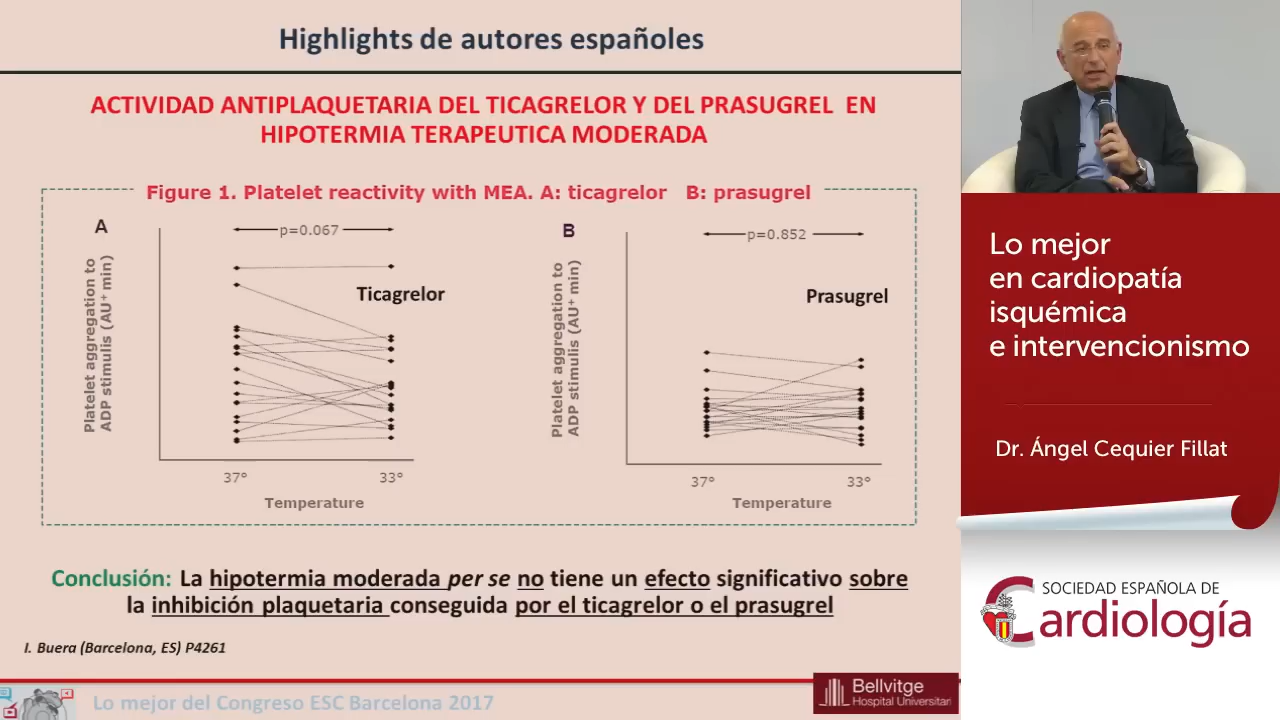 Highlights de autores españoles
ACTIVIDAD ANTIPLAQUETARIA DEL TICAGRELOR Y DEL PRASUGREL EN
HIPOTERMIA TERAPEUTICA MODERADA
Figure 1. Platelet reactivity with MEA. A: ticagrelor B: prasugrel
A
p=0.067
Platelet aggregation to
ADP stimulis (AU* min)
Ticagrelor
37°
33°
Temperature
B
p=0.852
Platelet aggregation to
ADP stimulis (AU* min)
Prasugrel
37°
33°
Temperature
Conclusión: La hipotermia moderada per se no tiene un efecto significativo sobre
la inhibición plaquetaria conseguida por el ticagrelor o el prasugrel
I. Buera (Barcelona, ES) P4261
Lo mejor del Congreso ESC Barcelona 2017
Bellvitge
Hospital Universitari
Lo mejor
en cardiopatía
isquémica
e intervencionismo
Dr. Ángel Cequier Fillat
SOCIEDAD ESPAÑOLA DE
Cardiología